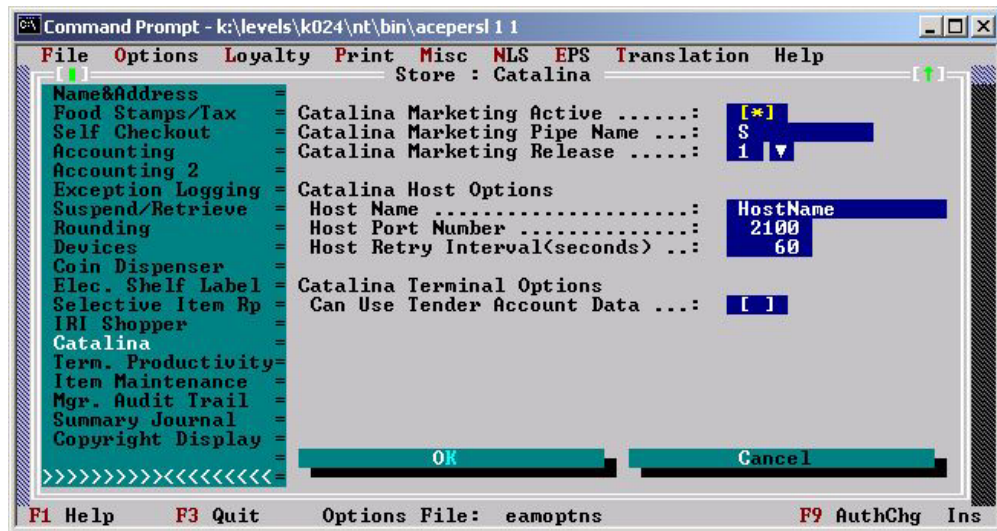 Command Prompt - k:\levels\k024\nt\bin\acepersl 1 1
File Options Loyalty Print Misc NLS EPS Translation Help
Store : Catalina
Name&Address =
Food Stamps/Tax =
Self Checkout =
Accounting =
Accounting 2 =
Exception Logging =
Suspend/Retrieve =
Rounding =
Devices =
Coin Dispenser =
Elec. Shelf Label =
Selective Item Rp =
IRI Shopper =
Catalina =
Term. Productivity=
Item Maintenance =
Mgr. Audit Trail =
Summary Journal =
Copyright Display =
=
>>>>>>>>>><<<<<<<<<=
Catalina Marketing Active ......: [*]
Catalina Marketing Pipe Name ...: S
Catalina Marketing Release .....: 1
Catalina Host Options
Host Name .....................: HostName
Host Port Number ..............: 2100
Host Retry Interval(seconds) ..: 60
Catalina Terminal Options
Can Use Tender Account Data ...: [ ]
OK Cancel
F1 Help F3 Quit Options File: eamoptns F9 AuthChg Ins